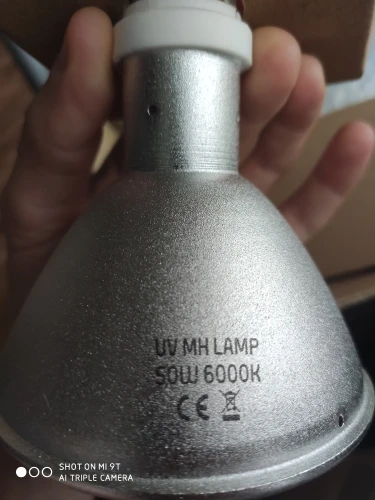 UV MH LAMP
50W 6000K
CE
SHOT ON MI 9T
AI TRIPLE CAMERA